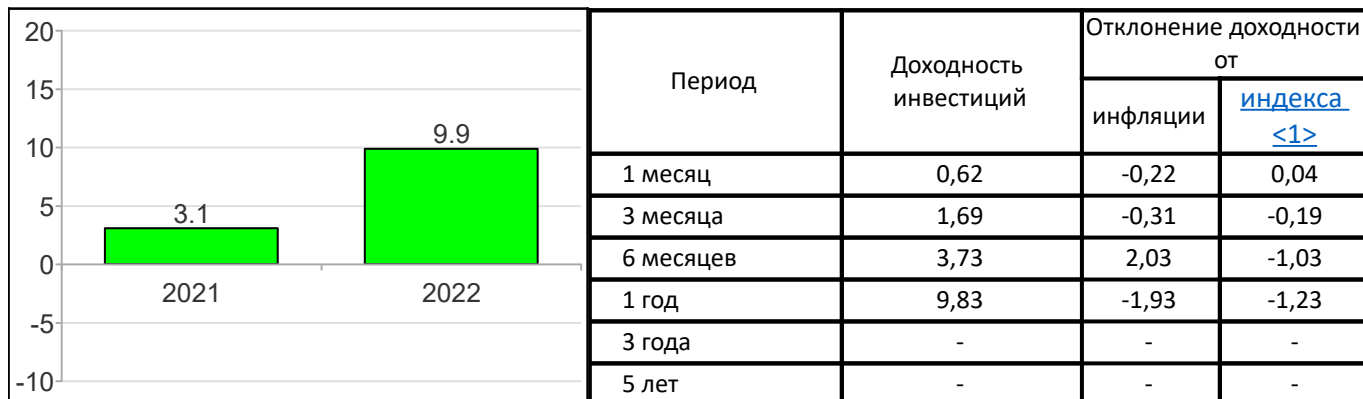 20
15
10
5
0
-5
-10
3.1
9.9
2021
2022
Период
Доходность
инвестиций
Отклонение доходности
от
инфляции
индекса
<1>
1 месяц 0,62 -0,22 0,04
3 месяца 1,69 -0,31 -0,19
6 месяцев 3,73 2,03 -1,03
1 год 9,83 -1,93 -1,23
3 года - - -
5 лет - - -